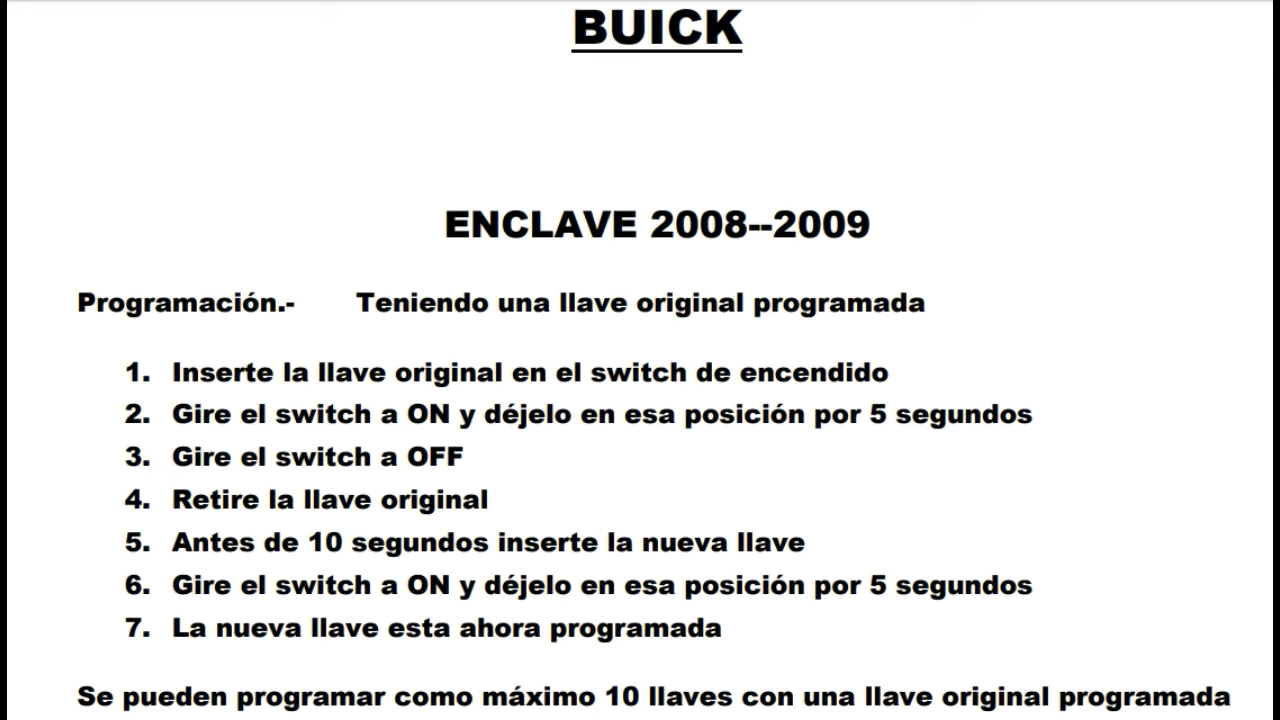 BUICK
ENCLAVE 2008--2009
Programación.- Teniendo una llave original programada
1. Inserte la llave original en el switch de encendido
2. Gire el switch a ON y déjelo en esa posición por 5 segundos
3. Gire el switch a OFF
4. Retire la llave original
5. Antes de 10 segundos inserte la nueva llave
6. Gire el switch a ON y déjelo en esa posición por 5 segundos
7. La nueva llave esta ahora programada
Se pueden programar como máximo 10 llaves con una llave original programada